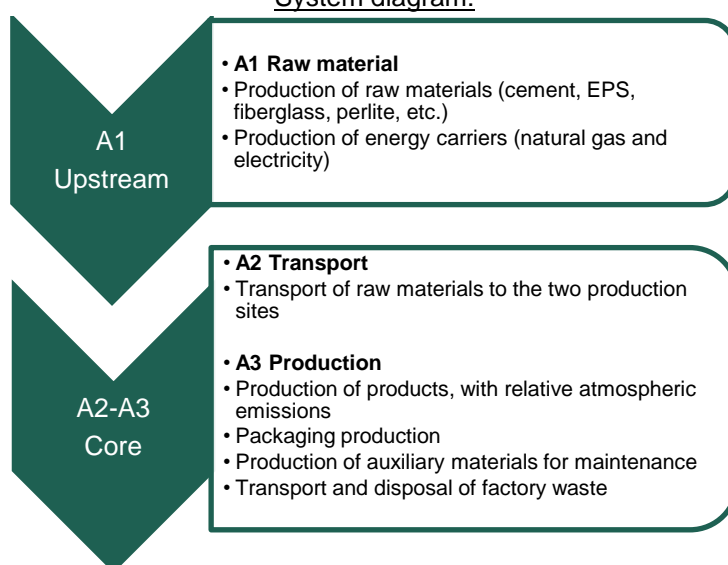 System diagram:
A1
Upstream
• A1 Raw material
• Production of raw materials (cement, EPS,
fiberglass, perlite, etc.)
• Production of energy carriers (natural gas and
electricity)
A2-A3
Core
• A2 Transport
• Transport of raw materials to the two production
sites
• A3 Production
• Production of products, with relative atmospheric
emissions
• Packaging production
• Production of auxiliary materials for maintenance
• Transport and disposal of factory waste